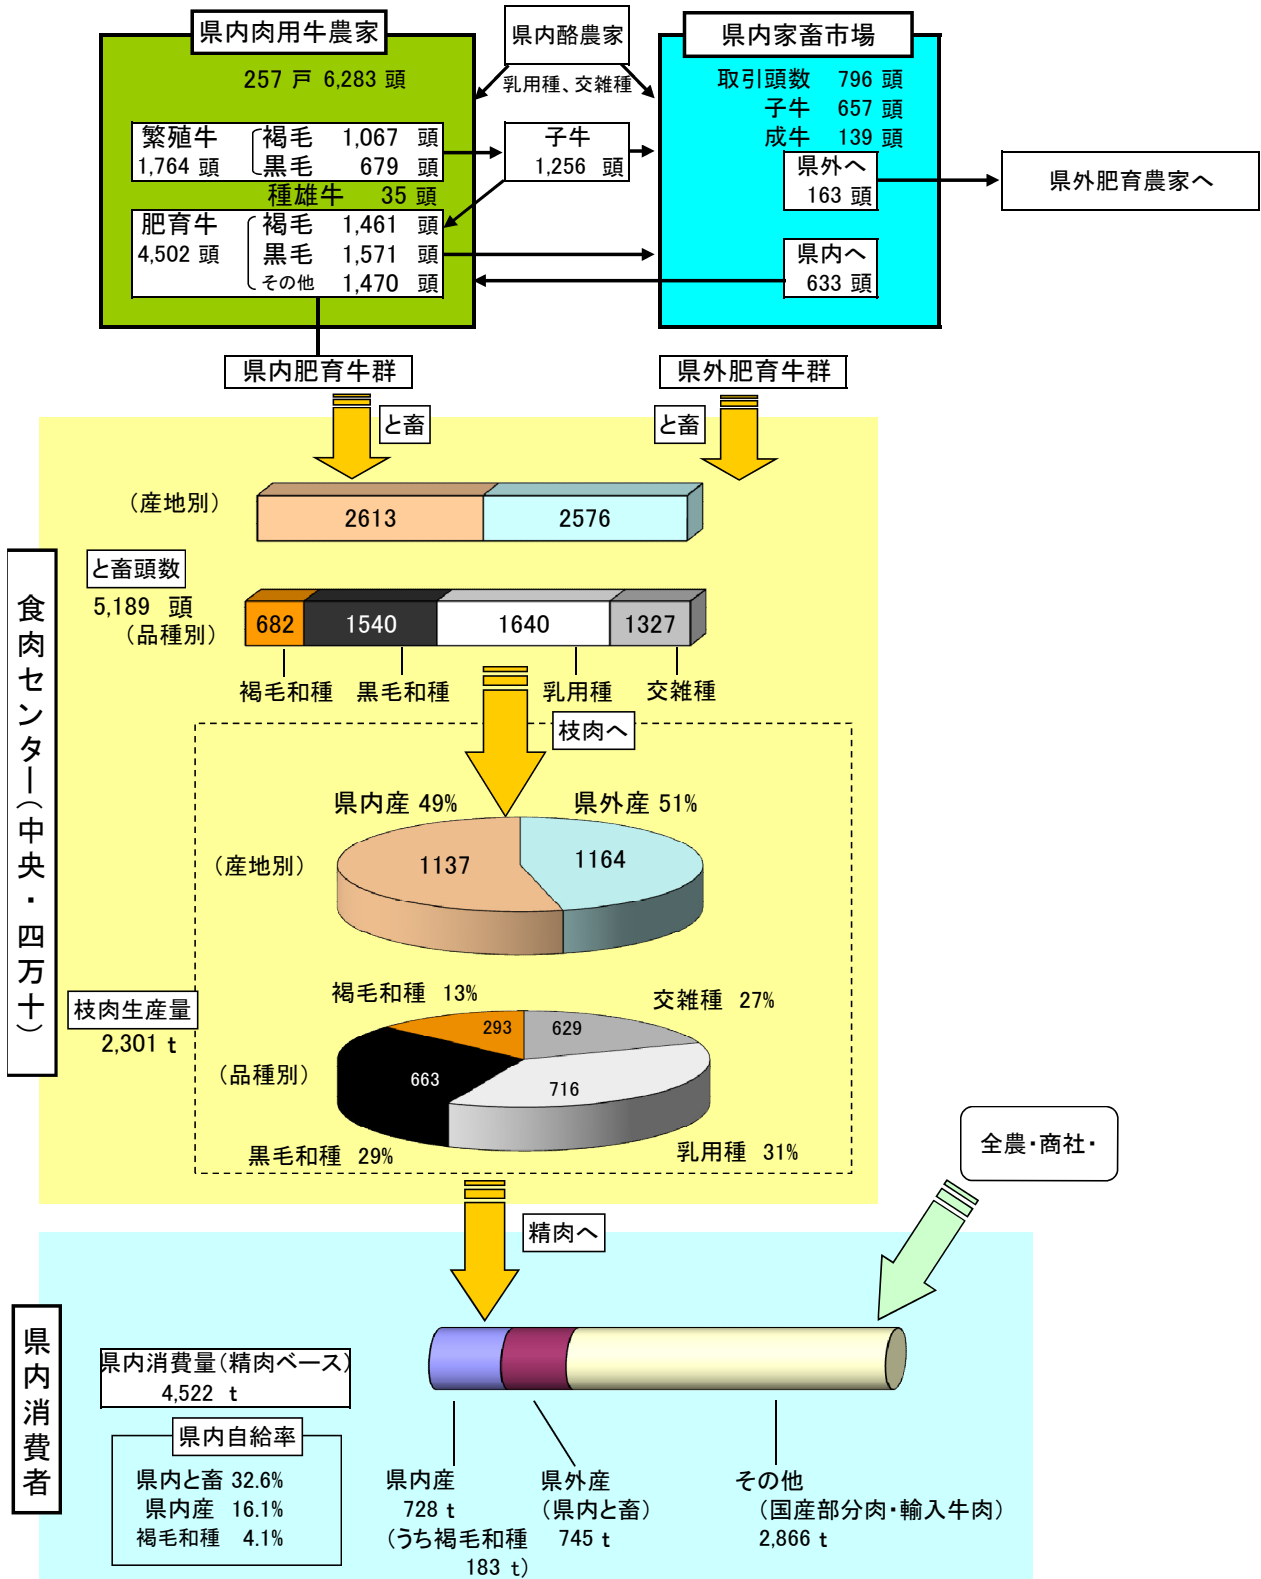 県内肉用牛農家
257 戸 6,283 頭
繁殖牛 褐毛 1,067 頭
1,764 頭 黒毛 679 頭
種雄牛 35 頭
肥育牛 褐毛 1,461 頭
4,502 頭 黒毛 1,571 頭
その他 1,470 頭
県内酪農家
乳用種、交雑種
子牛
1,256 頭
県内家畜市場
取引頭数 796 頭
子牛 657 頭
成牛 139 頭
県外へ
163 頭
県内へ
633 頭
県外肥育農家へ
県内肥育牛群
県外肥育牛群
と畜
と畜
食肉センター(中央・四万十)
(産地別)
2613 2576
と畜頭数
5,189 頭
(品種別)
682 1540 1640 1327
褐毛和種 黒毛和種 乳用種 交雑種
枝肉へ
県内産 49% 県外産 51%
(産地別)
1137 1164
枝肉生産量
2,301 t
褐毛和種 13% 交雑種 27%
293 629
(品種別)
663 716
黒毛和種 29% 乳用種 31%
全農・商社・
精肉へ
県内消費者
県内消費量(精肉ベース)
4,522 t
県内自給率
県内と畜 32.6%
県内産 16.1%
褐毛和種 4.1%
県内産
728 t
(うち褐毛和種
183 t)
県外産
(県内と畜)
745 t
その他
(国産部分肉・輸入牛肉)
2,866 t